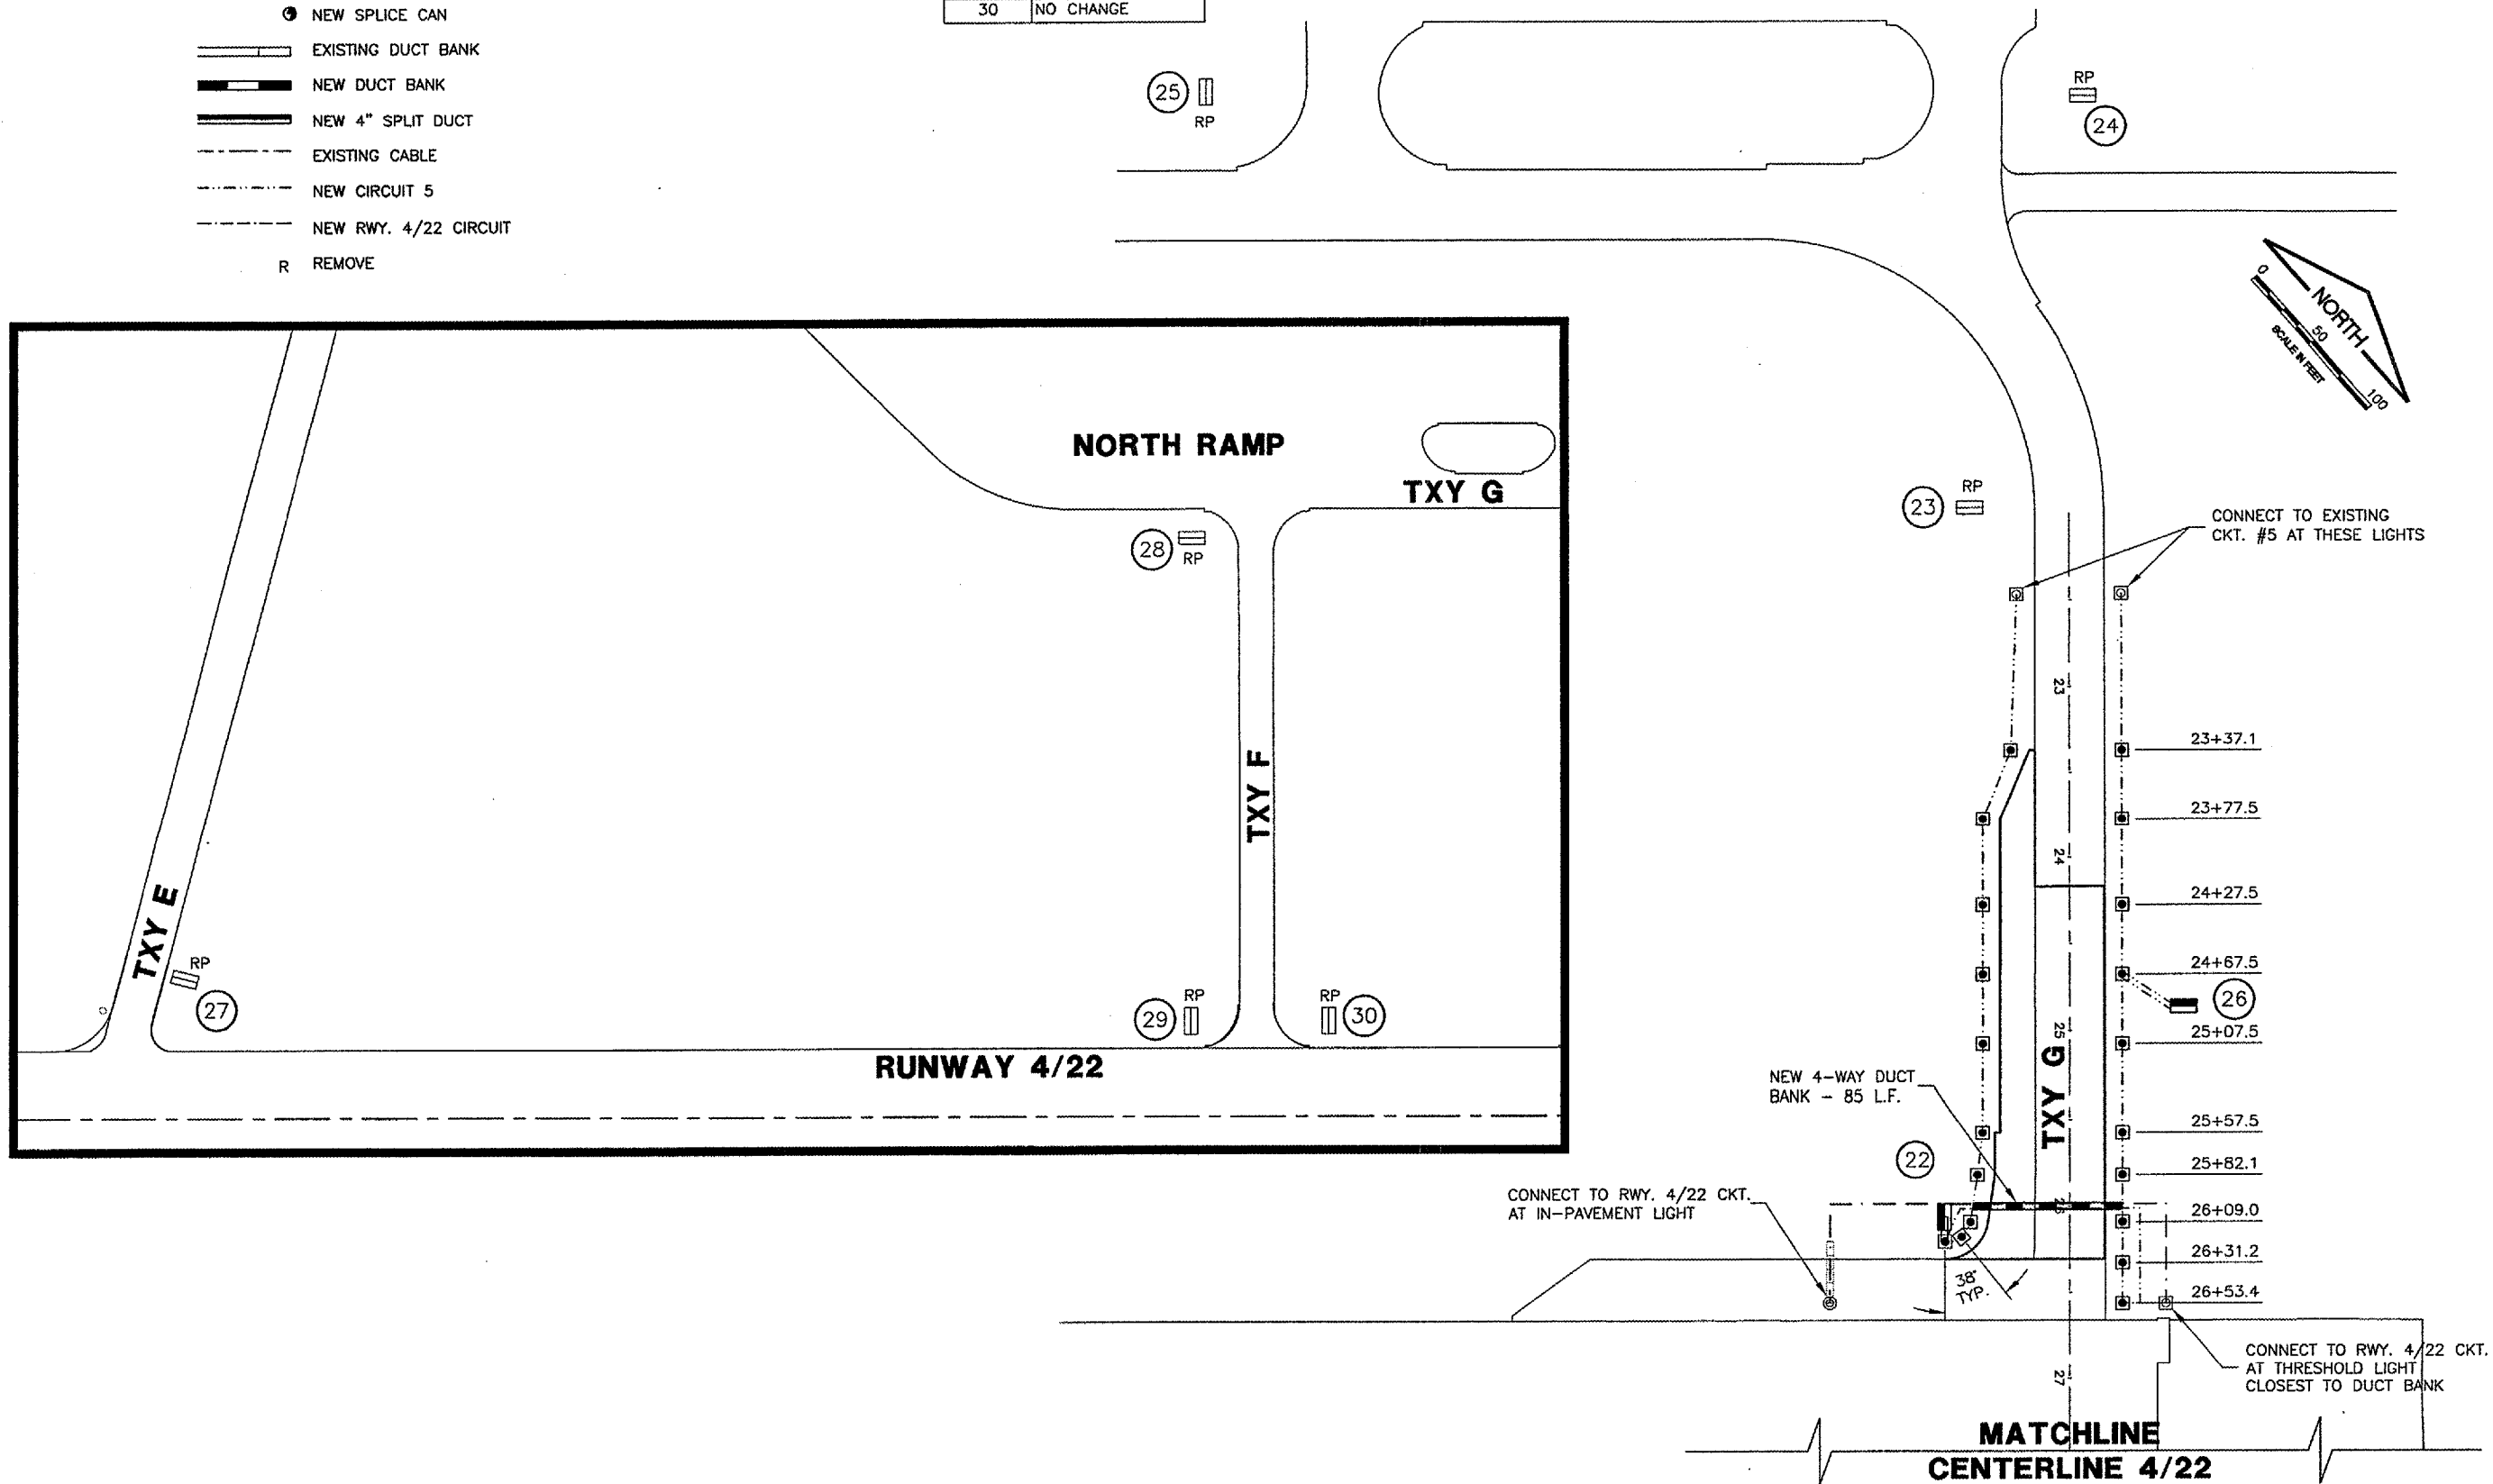 NEW SPLICE CAN
EXISTING DUCT BANK
NEW DUCT BANK
NEW 4" SPLIT DUCT
EXISTING CABLE
NEW CIRCUIT 5
NEW RWY. 4/22 CIRCUIT
R REMOVE
30 NO CHANGE
25
RP
RP
24
0
NORTH
50
SCALE IN FEET
100
NORTH RAMP
TXY G
28
RP
TXY F
TXY E
RP
27
RP
29
RP
30
RUNWAY 4/22
RP
23
CONNECT TO EXISTING
CKT. #5 AT THESE LIGHTS
23
23+37.1
23+77.5
24
24+27.5
24+67.5
26
25
25+07.5
TXY G
NEW 4-WAY DUCT
BANK - 85 L.F.
25+57.5
22
25+82.1
CONNECT TO RWY. 4/22 CKT.
AT IN-PAVEMENT LIGHT
26
26+09.0
26+31.2
38°
TYP.
26+53.4
CONNECT TO RWY. 4/22 CKT.
AT THRESHOLD LIGHT
CLOSEST TO DUCT BANK
27
MATCHLINE
CENTERLINE 4/22